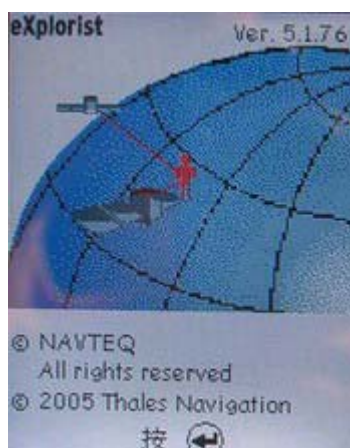 eXplorist Ver. 5.1.76
© NAVTEQ
All rights reserved
© 2005 Thales Navigation
按